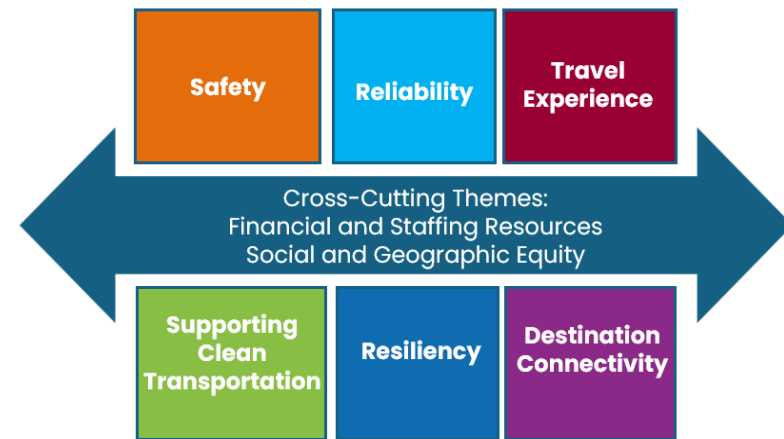 Safety
Reliability
Travel
Experience
Cross-Cutting Themes:
Financial and Staffing Resources
Social and Geographic Equity
Supporting
Clean
Transportation
Resiliency
Destination
Connectivity